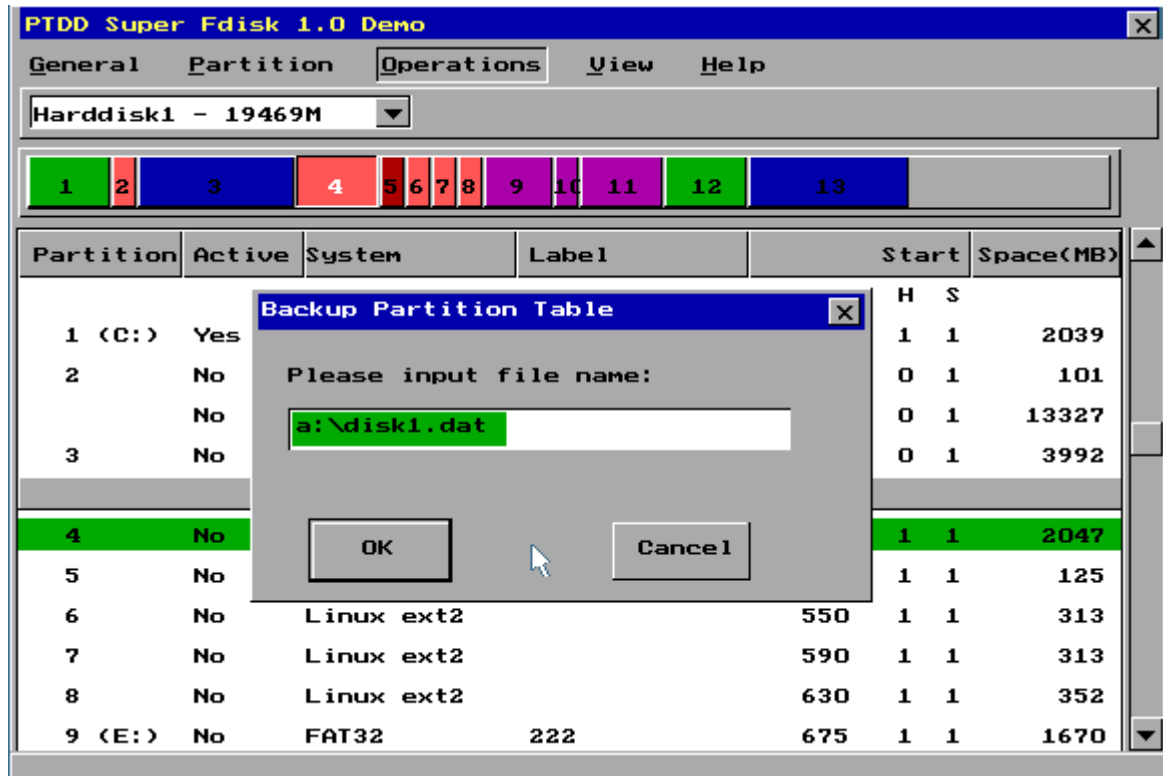 PTDD Super Fdisk 1.0 Demo
General Partition Operations View Help
Harddisk1 - 19469M
1 2 3 4 5 6 7 8 9 10 11 12 13
Partition Active System Label Start Space(MB)
H S
1 (C:) Yes 1 1 2039
2 No 0 1 101
No 0 1 13327
3 No 0 1 3992
Backup Partition Table
Please input file name:
a:\disk1.dat
OK Cancel
4 No 1 1 2047
5 No 1 1 125
6 No Linux ext2 550 1 1 313
7 No Linux ext2 590 1 1 313
8 No Linux ext2 630 1 1 352
9 (E:) No FAT32 222 675 1 1 1670